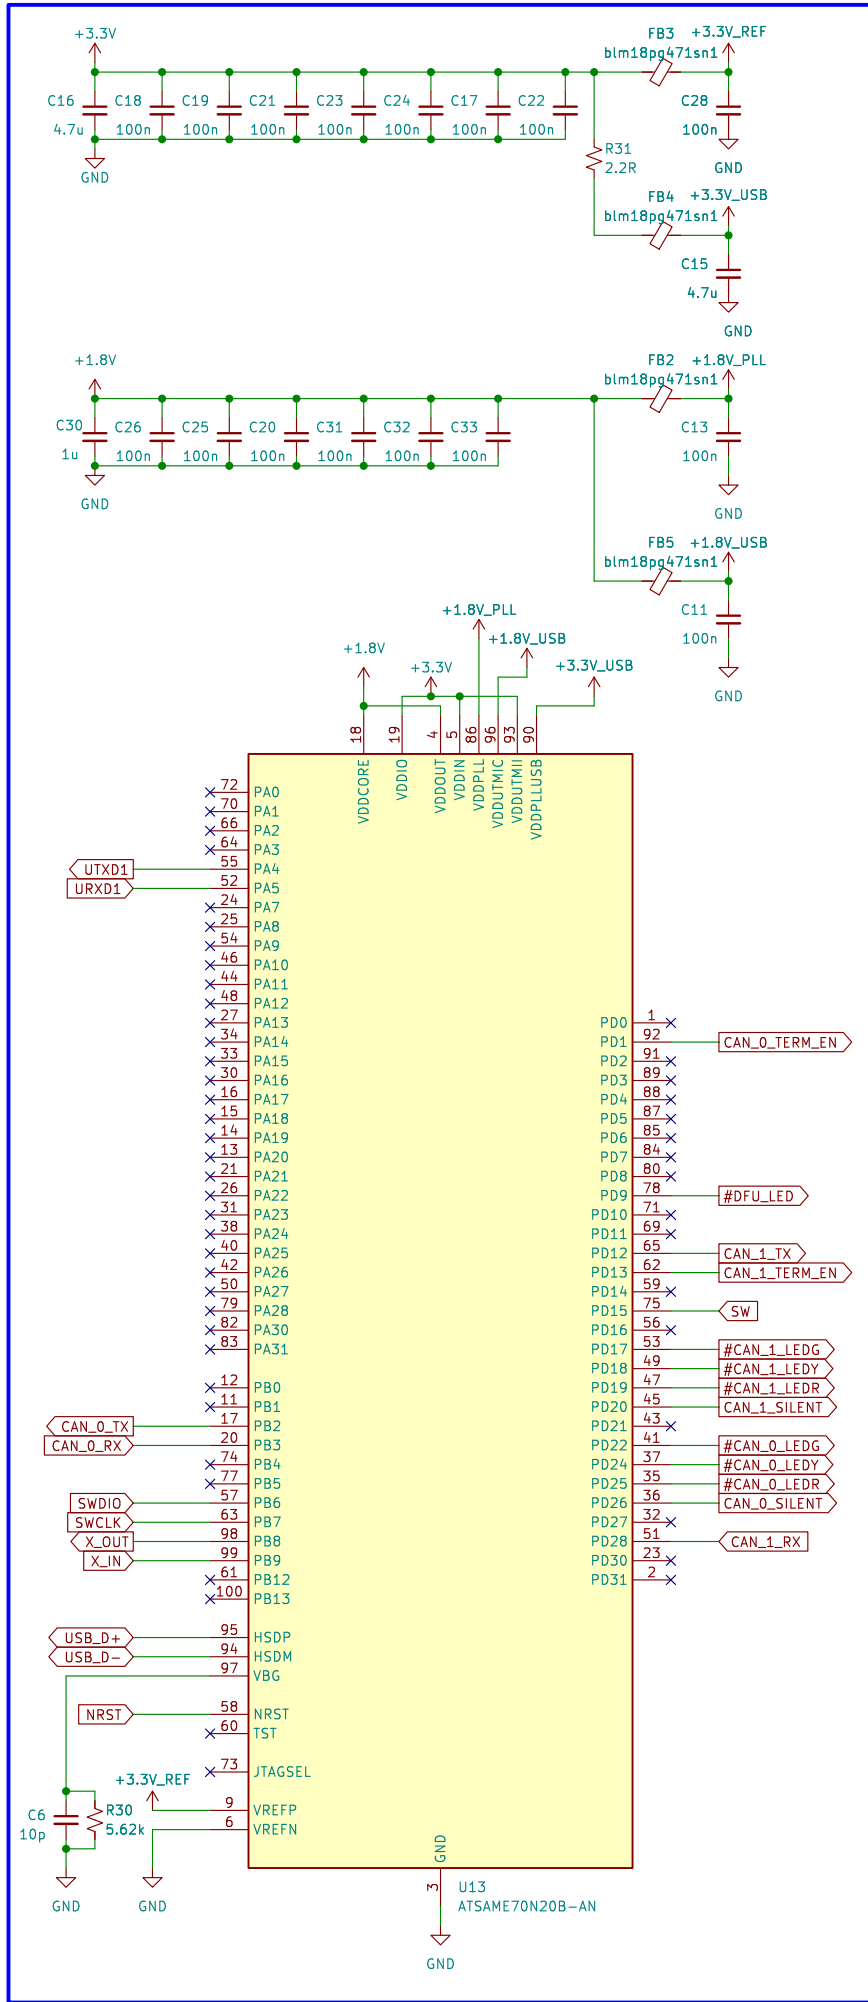 +3.3V
FB3 +3.3V_REF
blm18pg471sn1
C16 C18 C19 C21 C23 C24 C17 C22 C28
4.7u 100n 100n 100n 100n 100n 100n 100n 100n
GND
R31
2.2R
GND
FB4 +3.3V_USB
blm18pg471sn1
C15
4.7u
GND
+1.8V
FB2 +1.8V_PLL
blm18pg471sn1
C30 C26 C25 C20 C31 C32 C33 C13
1u 100n 100n 100n 100n 100n 100n 100n
GND
GND
FB5 +1.8V_USB
blm18pg471sn1
C11
100n
GND
+1.8V_PLL
+1.8V_USB
+1.8V
+3.3V
+3.3V_USB
18 19 4 5 86 96 93 90
VDDCORE VDDIO VDDOUT VDDIN VDDPLL VDDUTMIC VDDUTMII VDDPLLUSB
72 PA0
70 PA1
66 PA2
64 PA3
UTXD1 55 PA4
URXD1 52 PA5
24 PA7
25 PA8
54 PA9
46 PA10
44 PA11
48 PA12
27 PA13 PD0 1
34 PA14 PD1 92 CAN_0_TERM_EN
33 PA15 PD2 91
30 PA16 PD3 89
16 PA17 PD4 88
15 PA18 PD5 87
14 PA19 PD6 85
13 PA20 PD7 84
21 PA21 PD8 80
26 PA22 PD9 78 #DFU_LED
31 PA23 PD10 71
38 PA24 PD11 69
40 PA25 PD12 65 CAN_1_TX
42 PA26 PD13 62 CAN_1_TERM_EN
50 PA27 PD14 59
79 PA28 PD15 75 SW
82 PA30 PD16 56
83 PA31 PD17 53 #CAN_1_LEDG
PD18 49 #CAN_1_LEDY
12 PB0 PD19 47 #CAN_1_LEDR
11 PB1 PD20 45 CAN_1_SILENT
CAN_0_TX 17 PB2 PD21 43
CAN_0_RX 20 PB3 PD22 41 #CAN_0_LEDG
74 PB4 PD24 37 #CAN_0_LEDY
77 PB5 PD25 35 #CAN_0_LEDR
SWDIO 57 PB6 PD26 36 CAN_0_SILENT
SWCLK 63 PB7 PD27 32
X_OUT 98 PB8 PD28 51 CAN_1_RX
X_IN 99 PB9 PD30 23
61 PB12 PD31 2
100 PB13
USB_D+ 95 HSDP
USB_D- 94 HSDM
97 VBG
NRST 58 NRST
60 TST
73 JTAGSEL
+3.3V_REF
9 VREFP
6 VREFN
C6 R30
10p 5.62k
GND GND
GND
3
U13
ATSAME70N20B-AN
GND